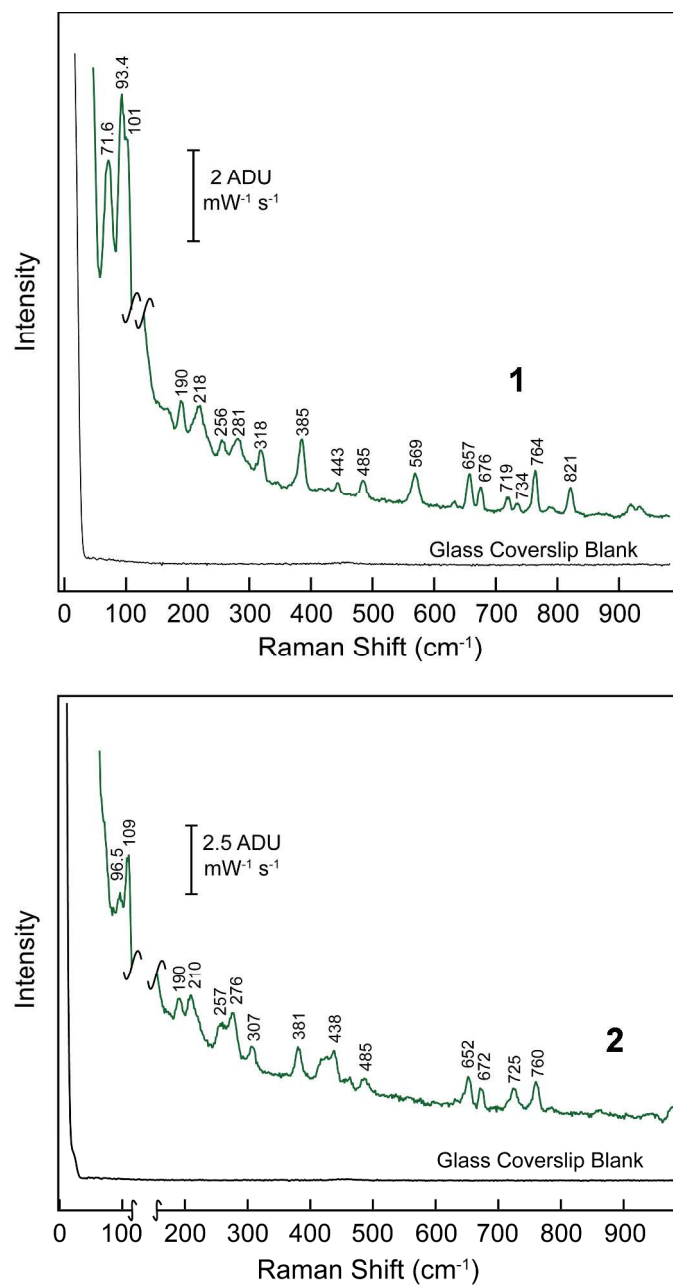 93.4
101
71.6
2 ADU
mW⁻¹ s⁻¹
Intensity
1
190
218
256
281
318
385
443
485
569
657
676
719
734
764
821
Glass Coverslip Blank
0 100 200 300 400 500 600 700 800 900
Raman Shift (cm⁻¹)
96.5
109
2.5 ADU
mW⁻¹ s⁻¹
Intensity
190
210
257
276
307
381
438
485
2
652
672
725
760
Glass Coverslip Blank
0 100 200 300 400 500 600 700 800 900
Raman Shift (cm⁻¹)